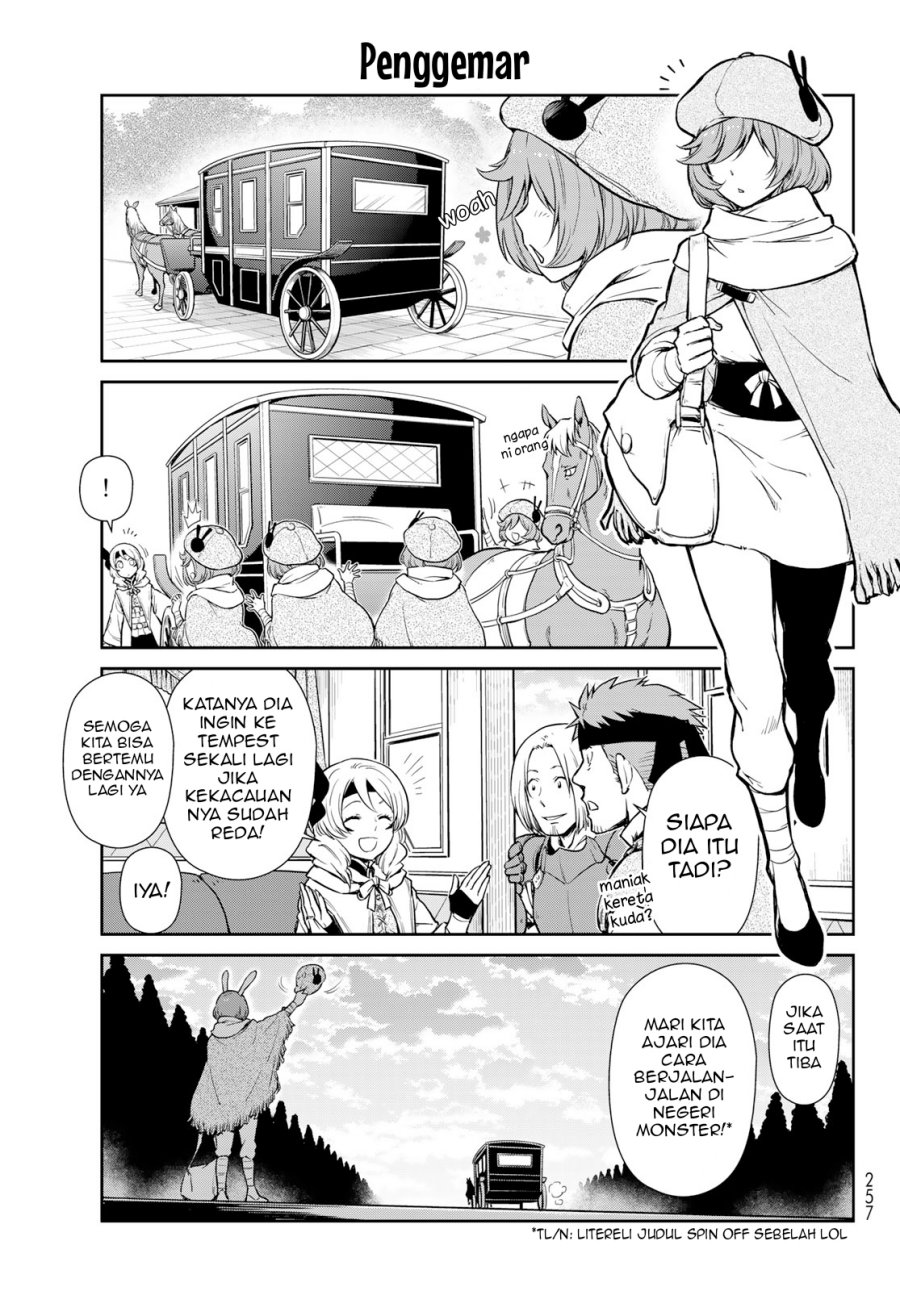 Penggemar
woah
!
ngapa
ni orang
SIAPA
DIA ITU
TADI?
maniak
kereta
kuda?
KATANYA DIA
INGIN KE
TEMPEST
SEKALI LAGI
JIKA
KEKACAUAN
NYA SUDAH
REDA!
SEMOGA
KITA BISA
BERTEMU
DENGANNYA
LAGI YA
IYA!
JIKA
SAAT
ITU
TIBA
MARI KITA
AJARI DIA
CARA
BERJALAN-
JALAN DI
NEGERI
MONSTER!*
*TL/N: LITERELI JUDUL SPIN OFF SEBELAH LOL
257